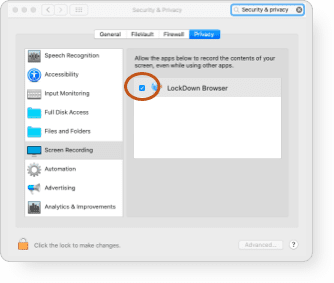 Security & Privacy
Security & privacy
General FileVault Firewall Privacy
Speech Recognition
Accessibility
Input Monitoring
Full Disk Access
Files and Folders
Screen Recording
Automation
Advertising
Analytics & Improvements
Allow the apps below to record the contents of your
screen, even while using other apps.
LockDown Browser
Click the lock to make changes.
Advanced...
?